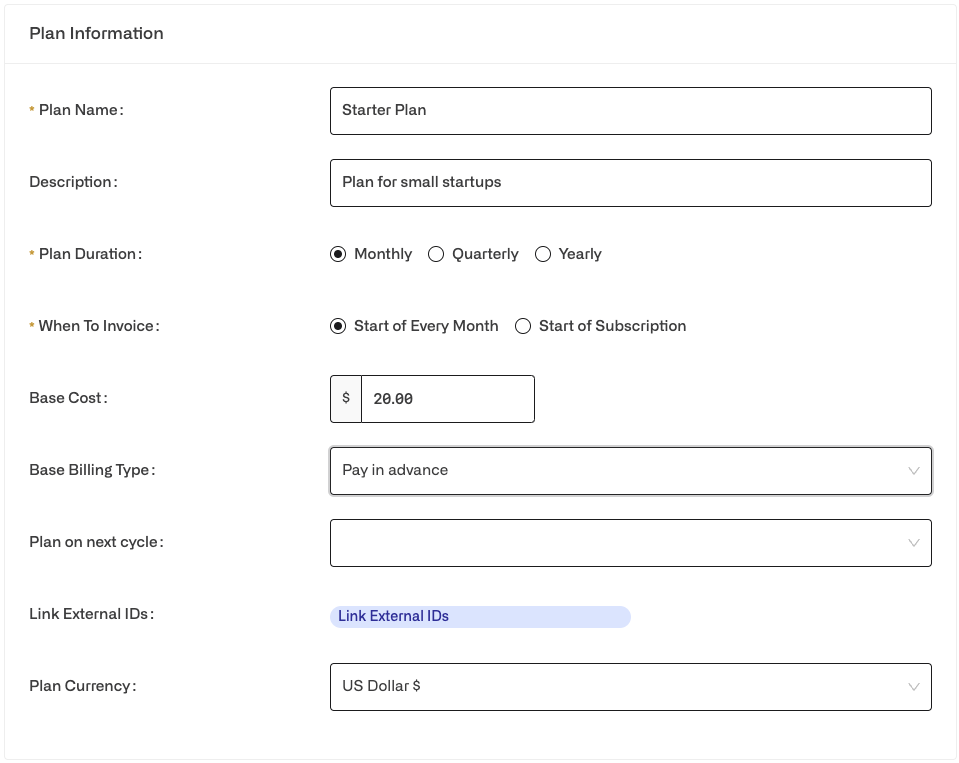 Plan Information
* Plan Name: Starter Plan
Description: Plan for small startups
* Plan Duration: Monthly Quarterly Yearly
* When To Invoice: Start of Every Month Start of Subscription
Base Cost: $ 20.00
Base Billing Type: Pay in advance
Plan on next cycle:
Link External IDs: Link External IDs
Plan Currency: US Dollar $